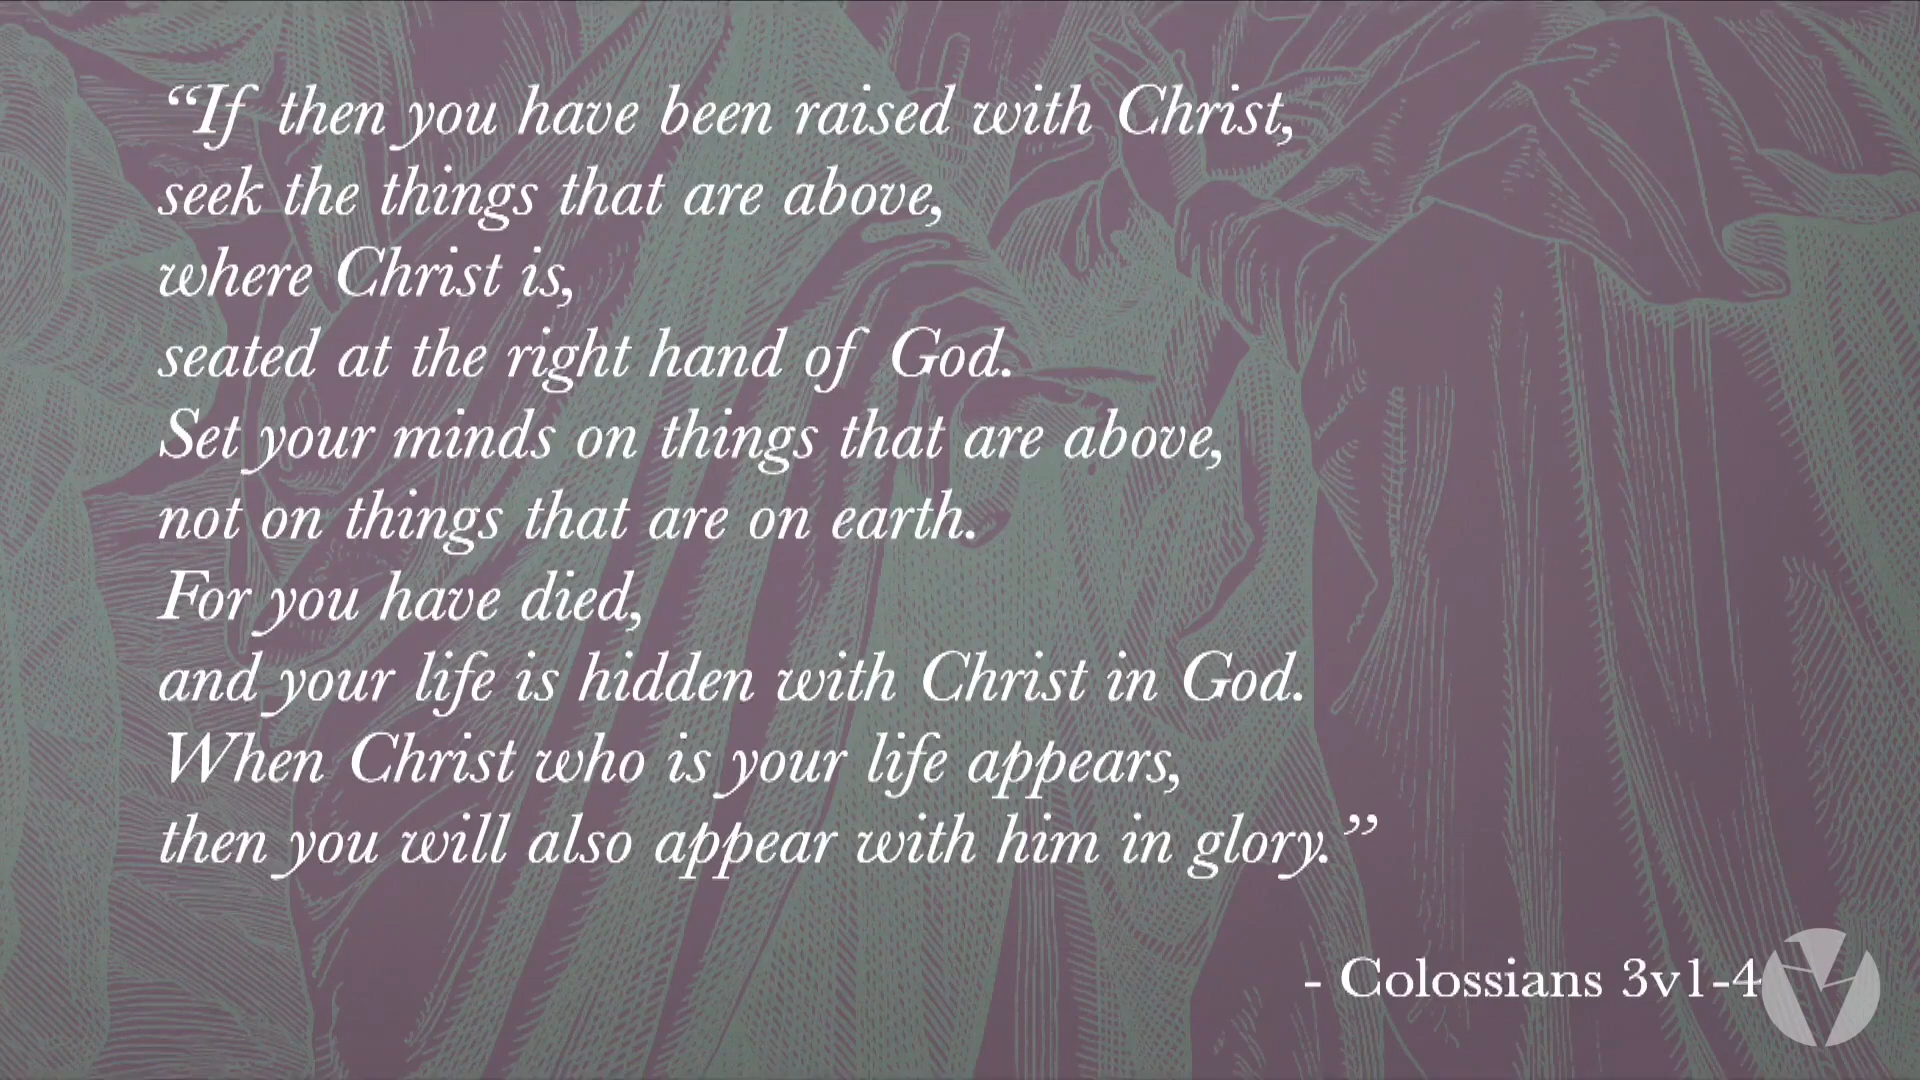 “If then you have been raised with Christ,
seek the things that are above,
where Christ is,
seated at the right hand of God.
Set your minds on things that are above,
not on things that are on earth.
For you have died,
and your life is hidden with Christ in God.
When Christ who is your life appears,
then you will also appear with him in glory.”
- Colossians 3v1-4